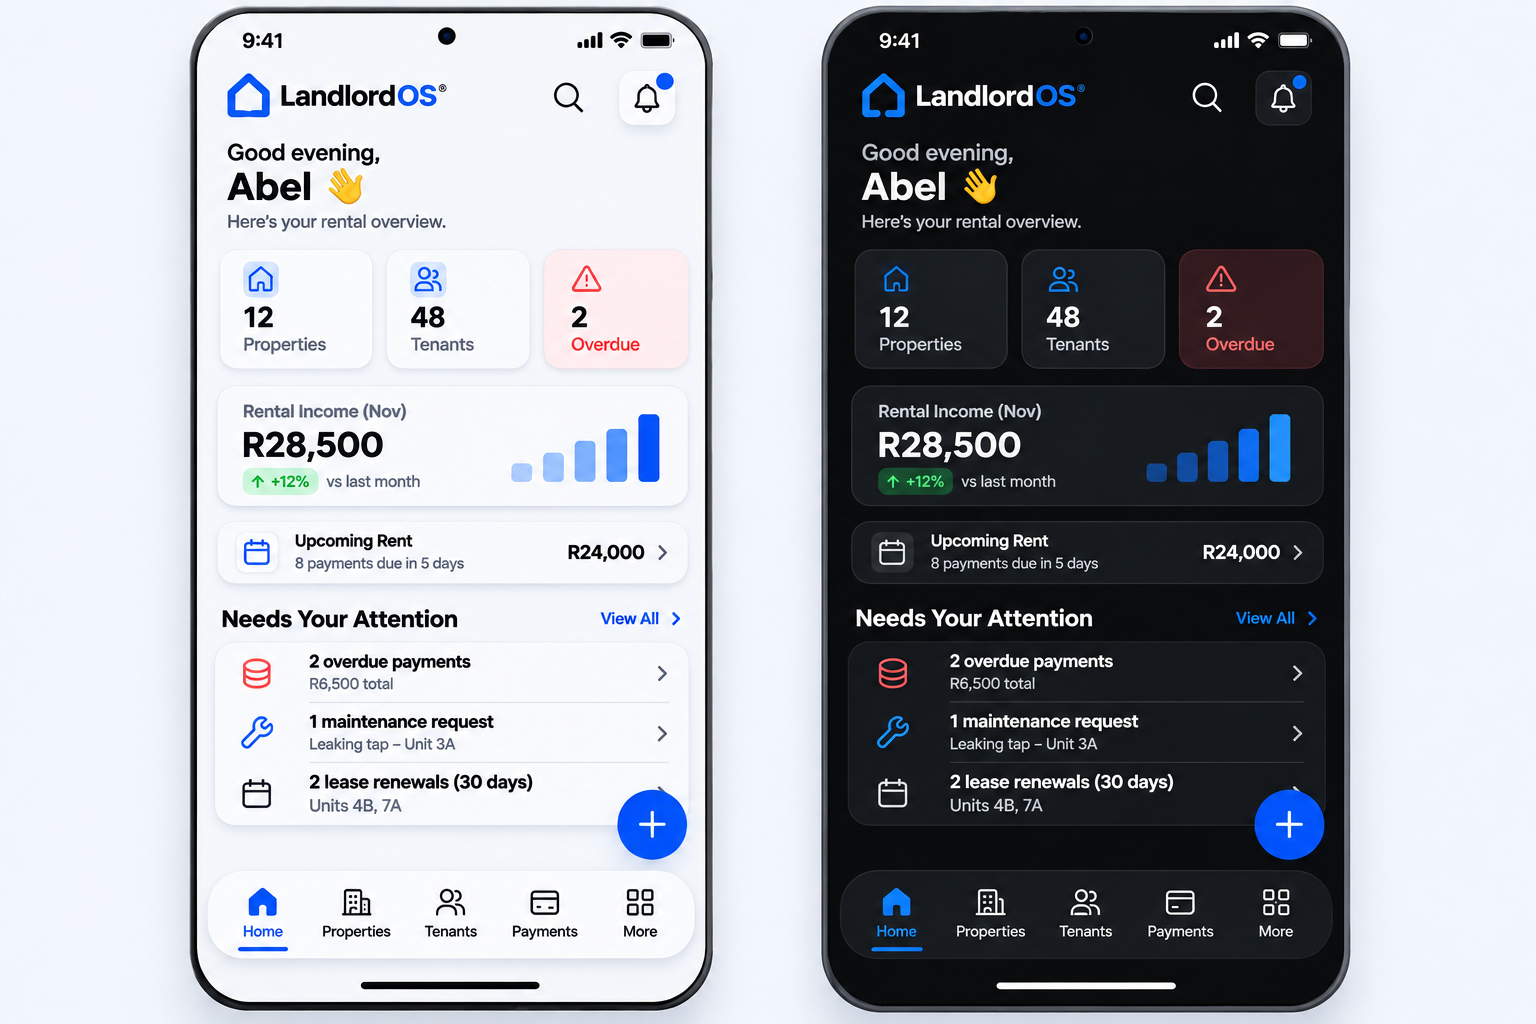 9:41
LandlordOS®
Good evening,
Abel 👋
Here's your rental overview.
12
Properties
48
Tenants
2
Overdue
Rental Income (Nov)
R28,500
↑ +12% vs last month
Upcoming Rent
8 payments due in 5 days
R24,000
Needs Your Attention
View All
2 overdue payments
R6,500 total
1 maintenance request
Leaking tap – Unit 3A
2 lease renewals (30 days)
Units 4B, 7A
Home
Properties
Tenants
Payments
More
9:41
LandlordOS®
Good evening,
Abel 👋
Here's your rental overview.
12
Properties
48
Tenants
2
Overdue
Rental Income (Nov)
R28,500
↑ +12% vs last month
Upcoming Rent
8 payments due in 5 days
R24,000
Needs Your Attention
View All
2 overdue payments
R6,500 total
1 maintenance request
Leaking tap – Unit 3A
2 lease renewals (30 days)
Units 4B, 7A
Home
Properties
Tenants
Payments
More